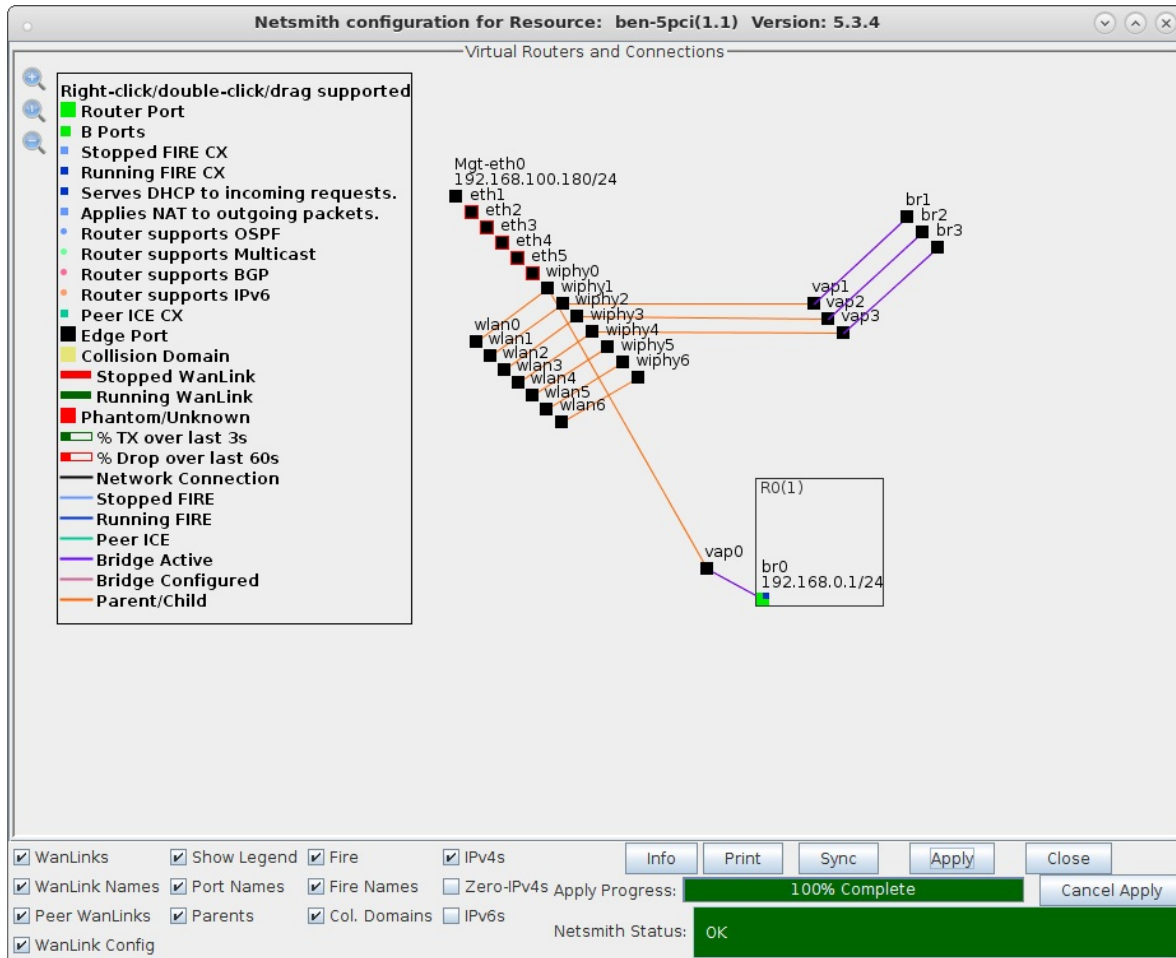 Netsmith configuration for Resource: ben-5pci(1.1) Version: 5.3.4
Virtual Routers and Connections
Right-click/double-click/drag supported
Router Port
B Ports
Stopped FIRE CX
Running FIRE CX
Serves DHCP to incoming requests.
Applies NAT to outgoing packets.
Router supports OSPF
Router supports Multicast
Router supports BGP
Router supports IPv6
Peer ICE CX
Edge Port
Collision Domain
Stopped WanLink
Running WanLink
Phantom/Unknown
% TX over last 3s
% Drop over last 60s
Network Connection
Stopped FIRE
Running FIRE
Peer ICE
Bridge Active
Bridge Configured
Parent/Child
Mgt-eth0
192.168.100.180/24
eth1
eth2
eth3
eth4
eth5
wiphy0
wiphy1
wiphy2
wiphy3
wiphy4
wiphy5
wiphy6
wlan0
wlan1
wlan2
wlan3
wlan4
wlan5
wlan6
br1
br2
br3
vap1
vap2
vap3
vap0
R0(1)
br0
192.168.0.1/24
WanLinks
Show Legend
Fire
IPv4s
Info
Print
Sync
Apply
Close
WanLink Names
Port Names
Fire Names
Zero-IPv4s
Apply Progress:
100% Complete
Cancel Apply
Peer WanLinks
Parents
Col. Domains
IPv6s
Netsmith Status:
OK
WanLink Config